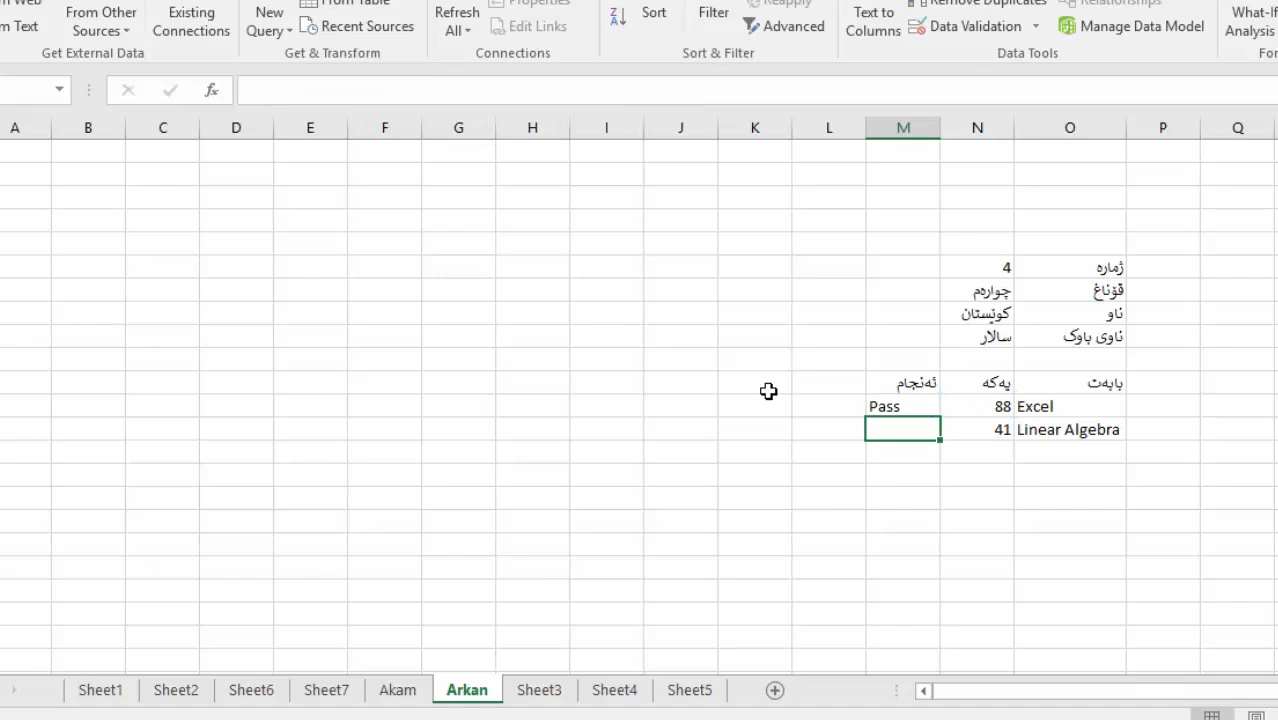 From Other From Table Refresh Properties Sort Filter Reapply Text to Remove Duplicates Relationships What-If
Text Sources Existing Connections New Query Recent Sources All Edit Links Advanced Columns Data Validation Manage Data Model Analysis
Get External Data Get & Transform Connections Sort & Filter Data Tools
fx
A B C D E F G H I J K L M N O P Q
ژمارە 4
قۆناغ چوارەم
ناو کوێستان
ناوی باوک سالار
بابەت یەکە ئەنجام
Pass 88 Excel
41 Linear Algebra
Sheet1 Sheet2 Sheet6 Sheet7 Akam Arkan Sheet3 Sheet4 Sheet5